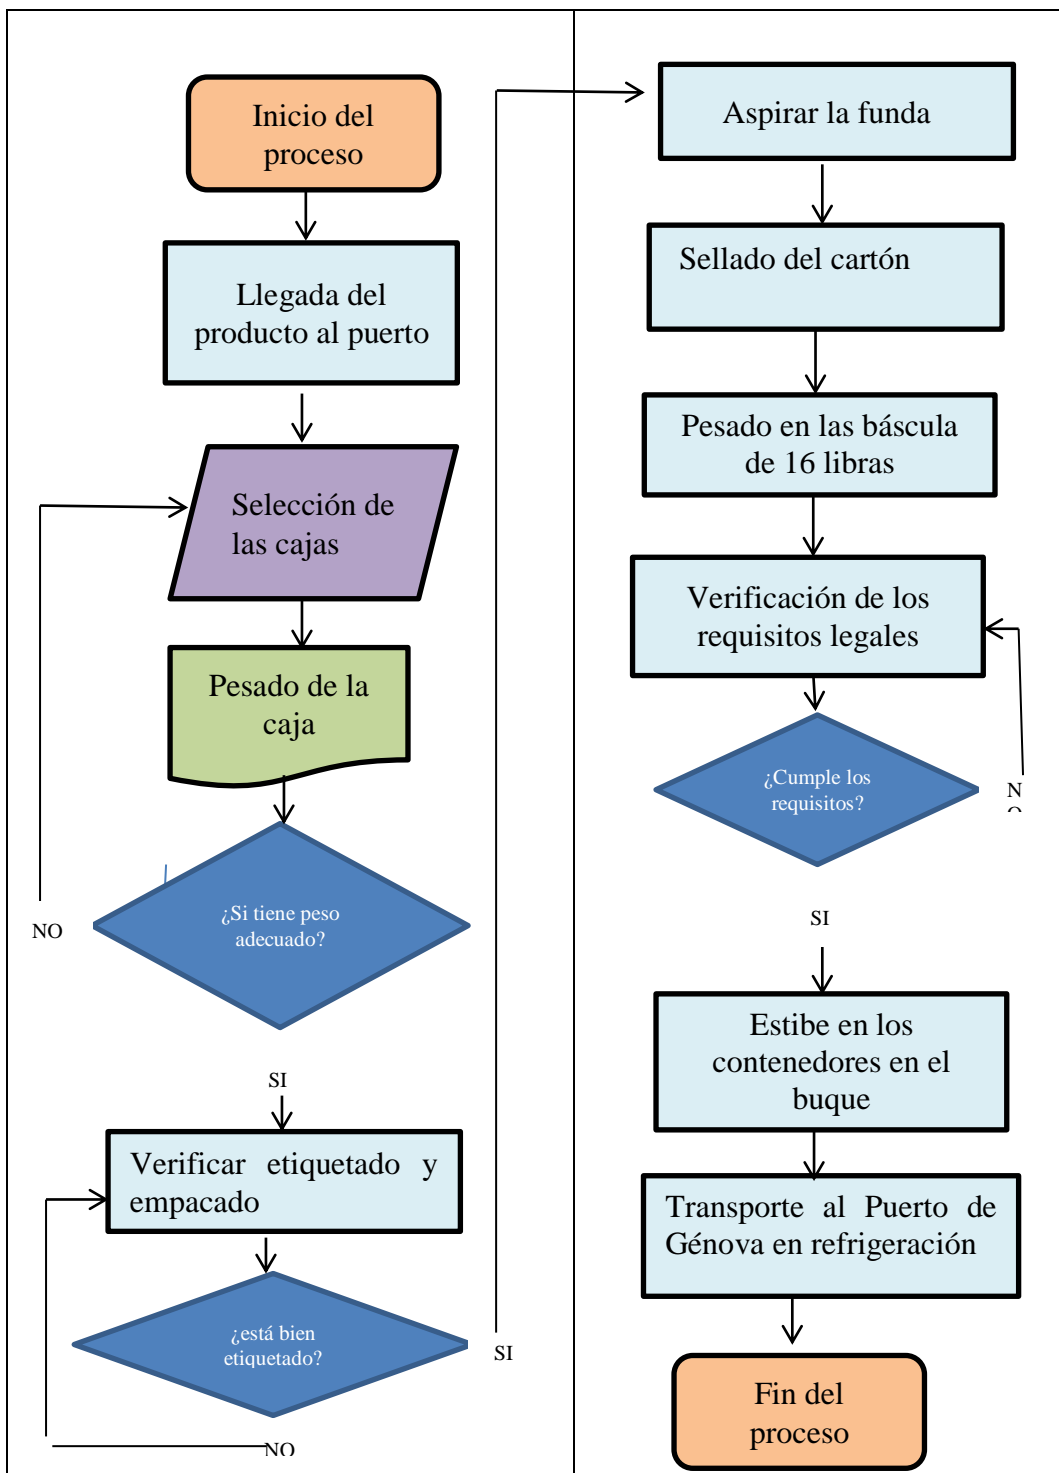 Inicio del
proceso
Llegada del
producto al puerto
Selección de
las cajas
Pesado de la
caja
¿Si tiene peso
adecuado?
NO
SI
Verificar etiquetado y
empacado
¿está bien
etiquetado?
SI
NO
Aspirar la funda
Sellado del cartón
Pesado en las báscula
de 16 libras
Verificación de los
requisitos legales
¿Cumple los
requisitos?
N
O
SI
Estibe en los
contenedores en el
buque
Transporte al Puerto de
Génova en refrigeración
Fin del
proceso